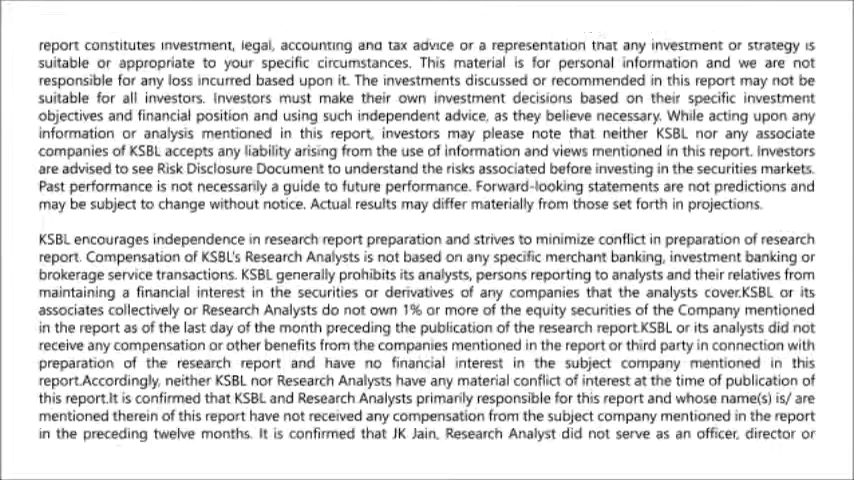 report constitutes investment, legal, accounting and tax advice or a representation that any investment or strategy is
suitable or appropriate to your specific circumstances. This material is for personal information and we are not
responsible for any loss incurred based upon it. The investments discussed or recommended in this report may not be
suitable for all investors. Investors must make their own investment decisions based on their specific investment
objectives and financial position and using such independent advice, as they believe necessary. While acting upon any
information or analysis mentioned in this report, investors may please note that neither KSBL nor any associate
companies of KSBL accepts any liability arising from the use of information and views mentioned in this report. Investors
are advised to see Risk Disclosure Document to understand the risks associated before investing in the securities markets.
Past performance is not necessarily a guide to future performance. Forward-looking statements are not predictions and
may be subject to change without notice. Actual results may differ materially from those set forth in projections.
KSBL encourages independence in research report preparation and strives to minimize conflict in preparation of research
report. Compensation of KSBL's Research Analysts is not based on any specific merchant banking, investment banking or
brokerage service transactions. KSBL generally prohibits its analysts, persons reporting to analysts and their relatives from
maintaining a financial interest in the securities or derivatives of any companies that the analysts cover.KSBL or its
associates collectively or Research Analysts do not own 1% or more of the equity securities of the Company mentioned
in the report as of the last day of the month preceding the publication of the research report.KSBL or its analysts did not
receive any compensation or other benefits from the companies mentioned in the report or third party in connection with
preparation of the research report and have no financial interest in the subject company mentioned in this
report.Accordingly, neither KSBL nor Research Analysts have any material conflict of interest at the time of publication of
this report.It is confirmed that KSBL and Research Analysts primarily responsible for this report and whose name(s) is/ are
mentioned therein of this report have not received any compensation from the subject company mentioned in the report
in the preceding twelve months. It is confirmed that JK Jain, Research Analyst did not serve as an officer, director or